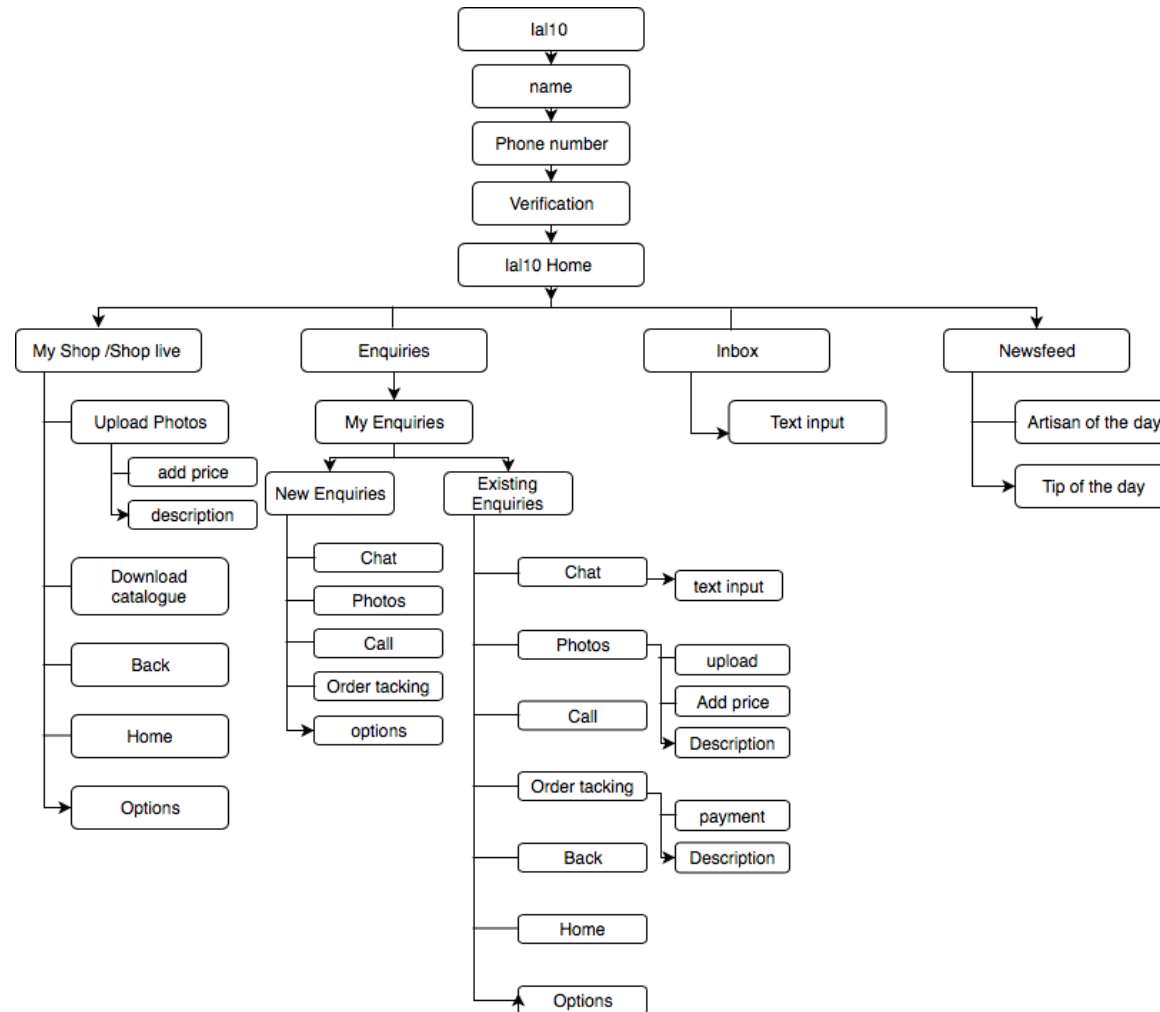 lal10
name
Phone number
Verification
lal10 Home
My Shop /Shop live
Enquiries
Inbox
Newsfeed
Upload Photos
add price
description
Download
catalogue
Back
Home
Options
My Enquiries
New Enquiries
Chat
Photos
Call
Order tacking
options
Existing
Enquiries
Chat
text input
Photos
upload
Add price
Description
Call
Order tacking
payment
Description
Back
Home
Options
Text input
Artisan of the day
Tip of the day